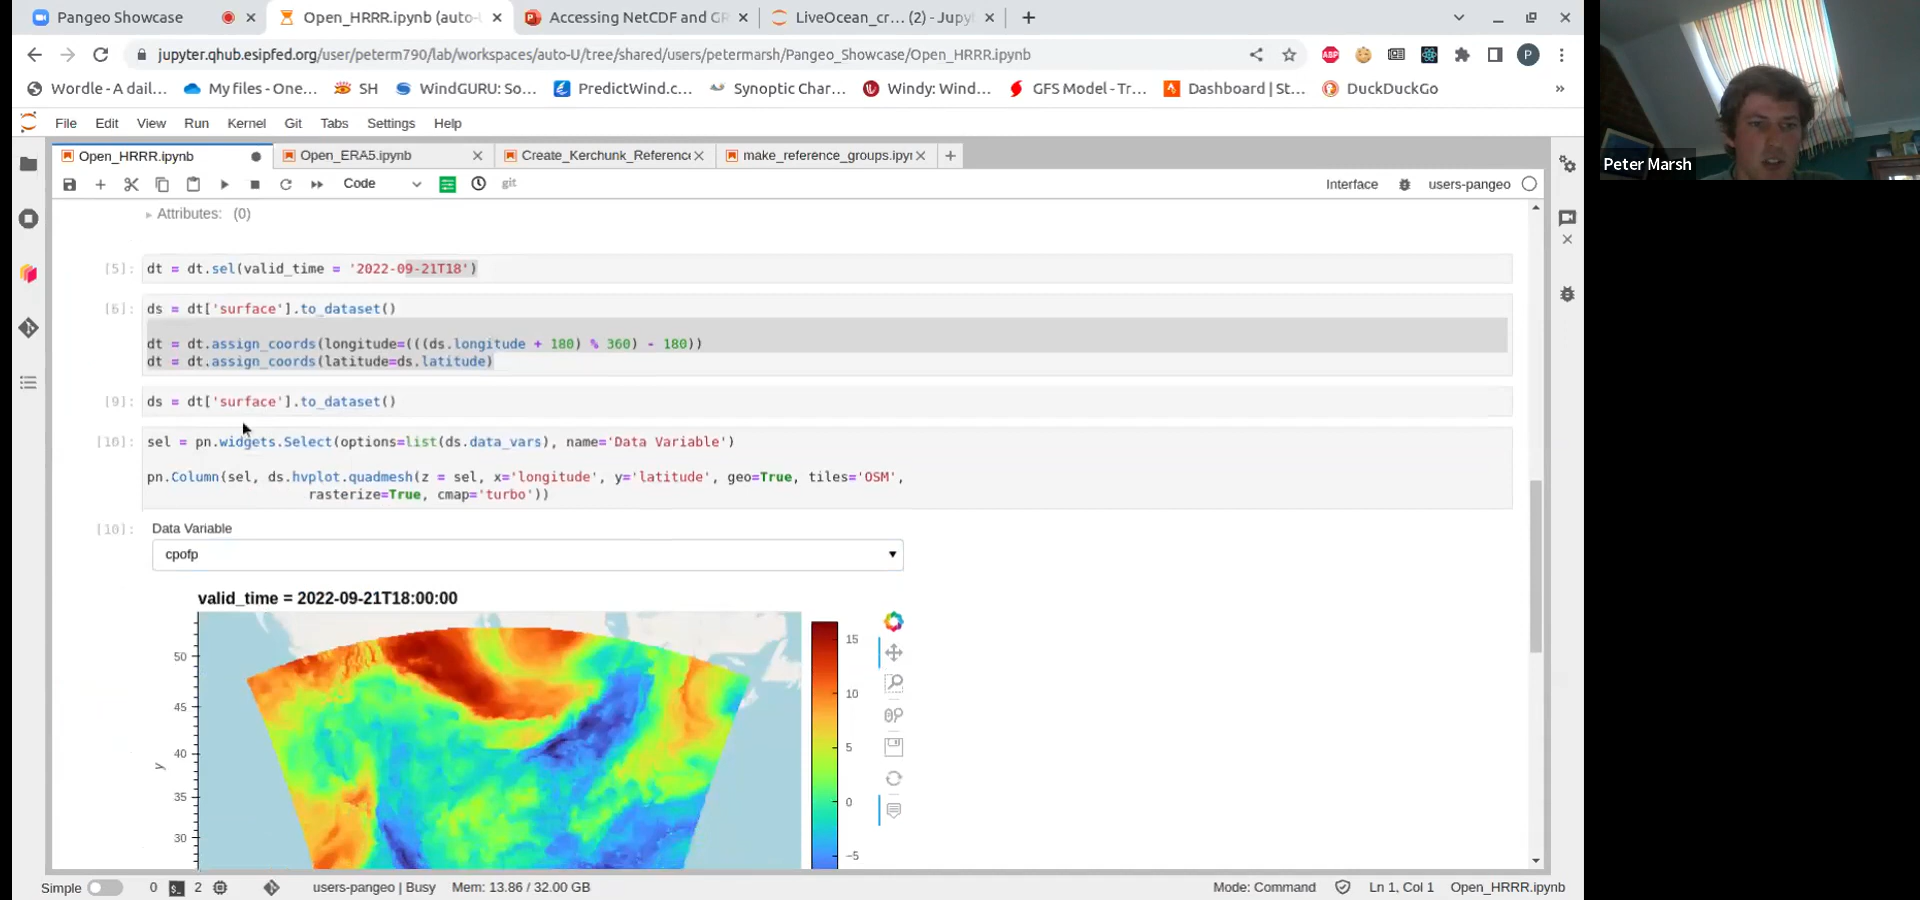 Pangeo Showcase
Open_HRRR.ipynb (auto-
Accessing NetCDF and GR
LiveOcean_cr… (2) - Jupyt
jupyter.qhub.esipfed.org/user/peterm790/lab/workspaces/auto-U/tree/shared/users/petermarsh/Pangeo_Showcase/Open_HRRR.ipynb
ABP
P
Wordle - A dail...
My files - One...
SH
WindGURU: So...
PredictWind.c...
Synoptic Char...
Windy: Wind...
GFS Model - Tr...
Dashboard | St...
DuckDuckGo
»
File Edit View Run Kernel Git Tabs Settings Help
Open_HRRR.ipynb
Open_ERA5.ipynb
Create_Kerchunk_Reference
make_reference_groups.ipyn
Code
git
Interface
users-pangeo
Attributes: (0)
[5]: dt = dt.sel(valid_time = '2022-09-21T18')
[6]: ds = dt['surface'].to_dataset()
dt = dt.assign_coords(longitude=(((ds.longitude + 180) % 360) - 180))
dt = dt.assign_coords(latitude=ds.latitude)
[9]: ds = dt['surface'].to_dataset()
[10]: sel = pn.widgets.Select(options=list(ds.data_vars), name='Data Variable')
pn.Column(sel, ds.hvplot.quadmesh(z = sel, x='longitude', y='latitude', geo=True, tiles='OSM',
rasterize=True, cmap='turbo'))
[10]: Data Variable
cpofp
valid_time = 2022-09-21T18:00:00
50
45
40
35
30
y
15
10
5
0
−5
Simple
0
2
users-pangeo | Busy
Mem: 13.86 / 32.00 GB
Mode: Command
Ln 1, Col 1
Open_HRRR.ipynb
Peter Marsh